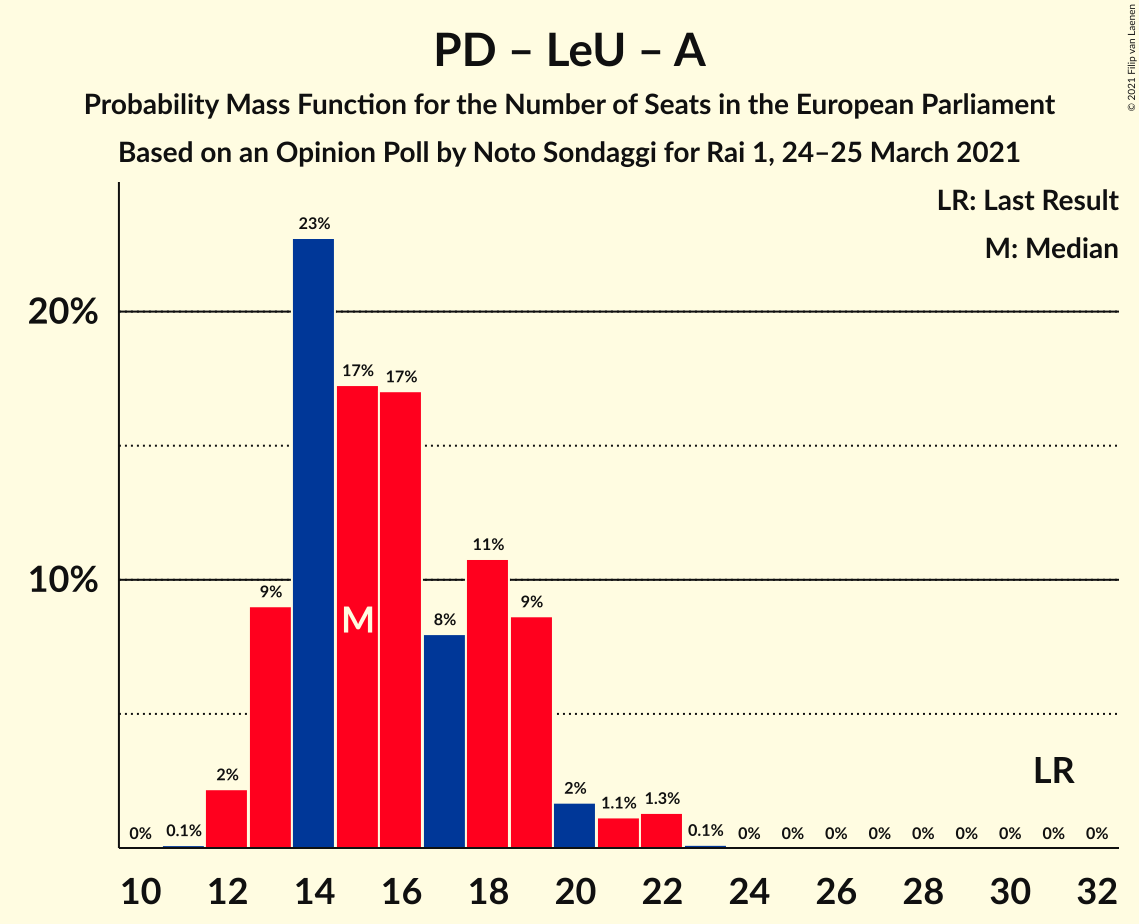 PD – LeU – A
Probability Mass Function for the Number of Seats in the European Parliament
Based on an Opinion Poll by Noto Sondaggi for Rai 1, 24–25 March 2021
© 2021 Filip van Laenen
LR: Last Result
M: Median
20%
10%
0% 0.1% 2% 9% 23% 17% 17% 8% 11% 9% 2% 1.1% 1.3% 0.1% 0% 0% 0% 0% 0% 0% 0% 0% 0%
M
LR
10 12 14 16 18 20 22 24 26 28 30 32